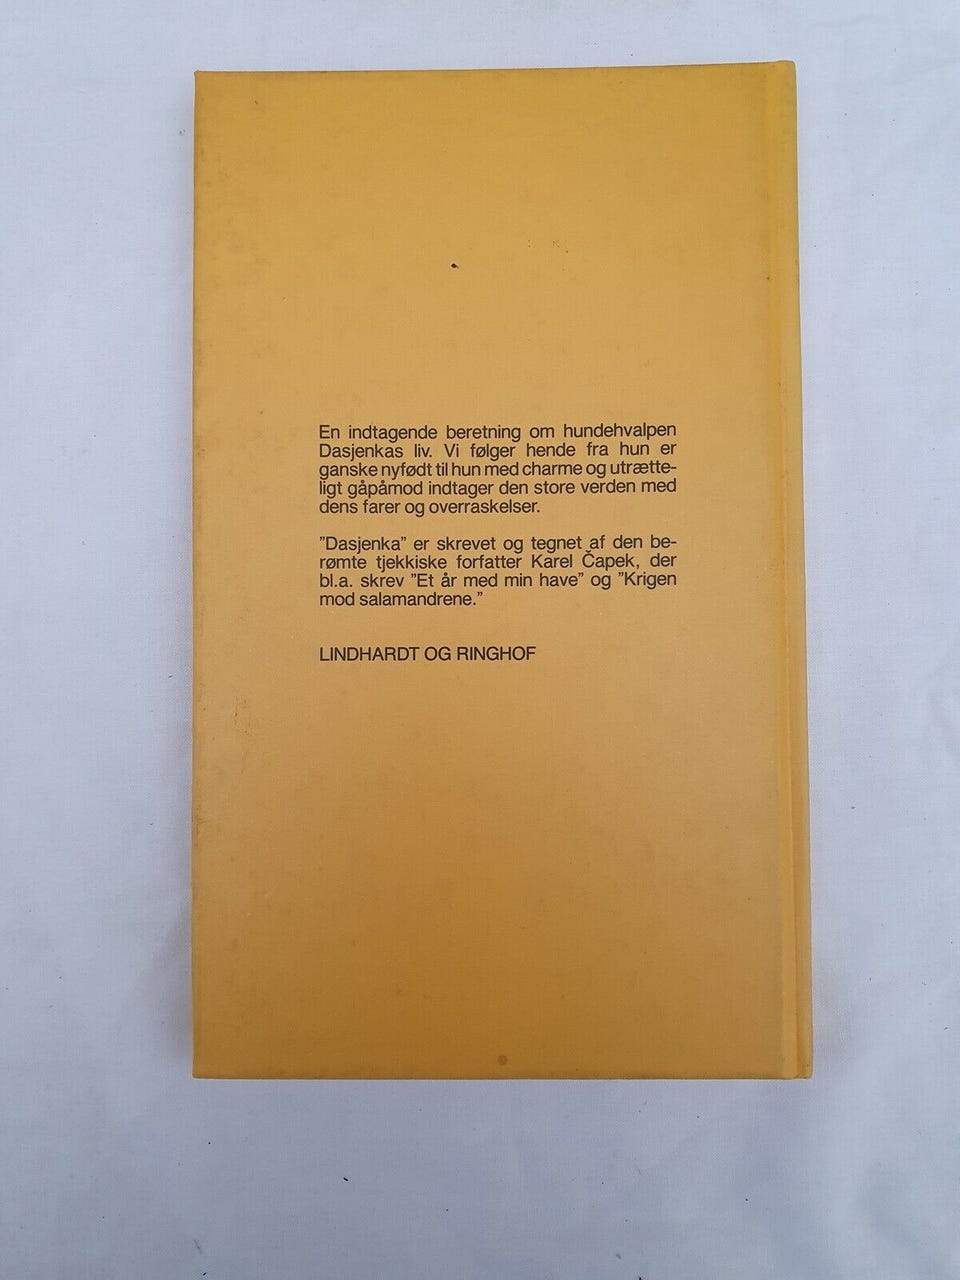 En indtagende beretning om hundehvalpen
Dasjenkas liv. Vi følger hende fra hun er
ganske nyfødt til hun med charme og utrætte-
ligt gåpåmod indtager den store verden med
dens farer og overraskelser.
”Dasjenka” er skrevet og tegnet af den be-
rømte tjekkiske forfatter Karel Čapek, der
bl.a. skrev ”Et år med min have” og ”Krigen
mod salamandrene.”
LINDHARDT OG RINGHOF